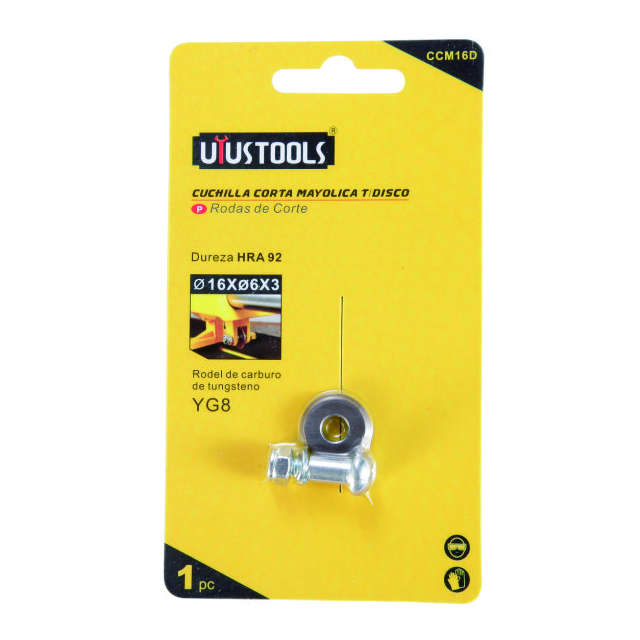 CCM16D
UYUSTOOLS®
CUCHILLA CORTA MAYOLICA T/DISCO
P Rodas de Corte
Dureza HRA 92
Ø16XØ6X3
Rodel de carburo
de tungsteno
YG8
1 pc